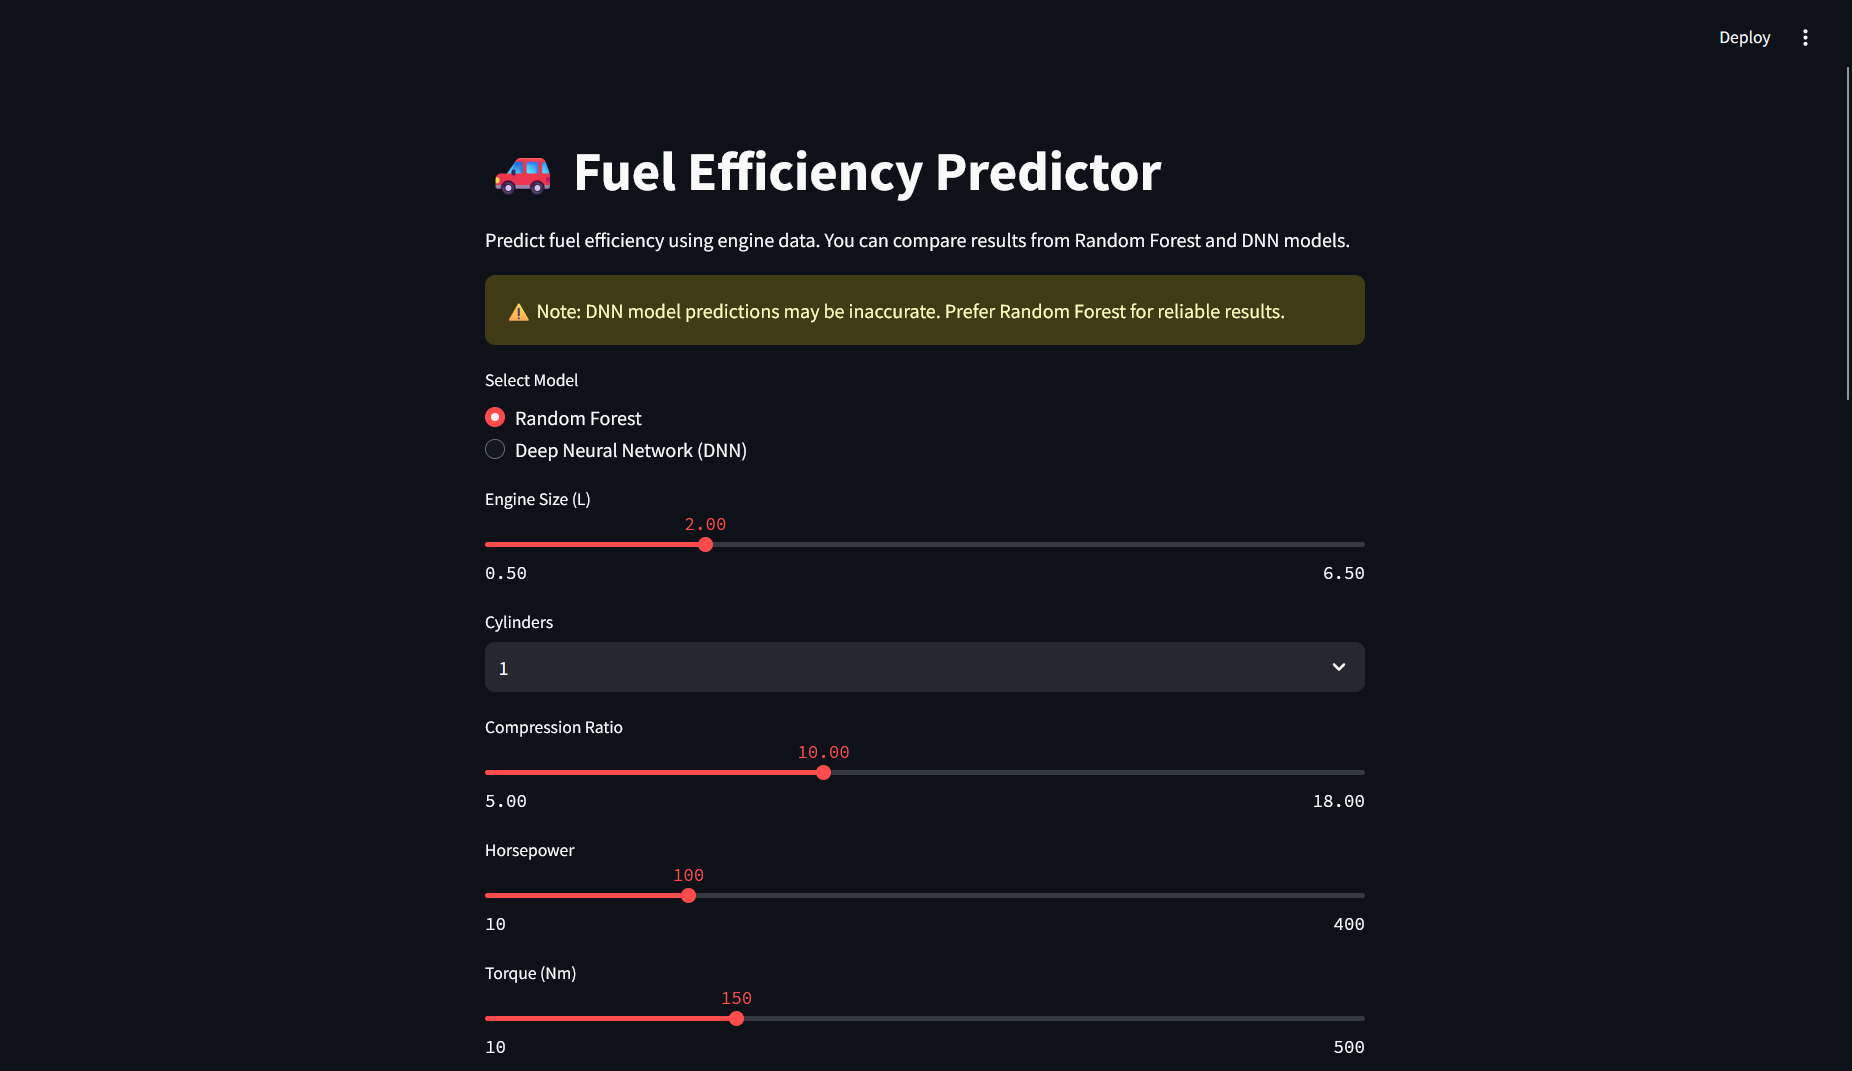 Deploy
Fuel Efficiency Predictor
Predict fuel efficiency using engine data. You can compare results from Random Forest and DNN models.
Note: DNN model predictions may be inaccurate. Prefer Random Forest for reliable results.
Select Model
Random Forest
Deep Neural Network (DNN)
Engine Size (L)
2.00
0.50 6.50
Cylinders
1
Compression Ratio
10.00
5.00 18.00
Horsepower
100
10 400
Torque (Nm)
150
10 500